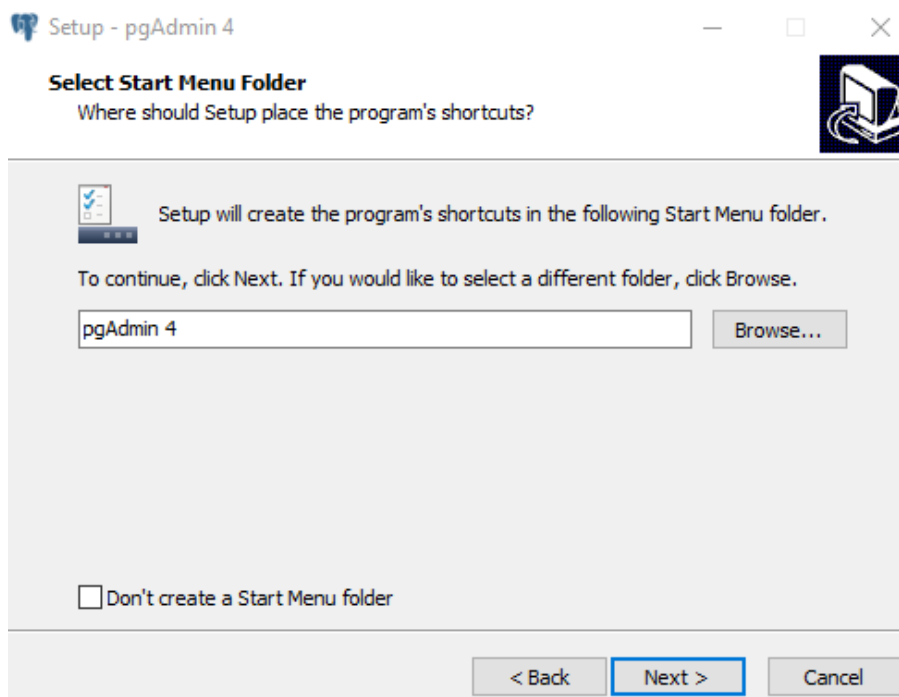 Setup - pgAdmin 4
Select Start Menu Folder
Where should Setup place the program's shortcuts?
Setup will create the program's shortcuts in the following Start Menu folder.
To continue, click Next. If you would like to select a different folder, click Browse.
pgAdmin 4
Browse...
Don't create a Start Menu folder
< Back
Next >
Cancel